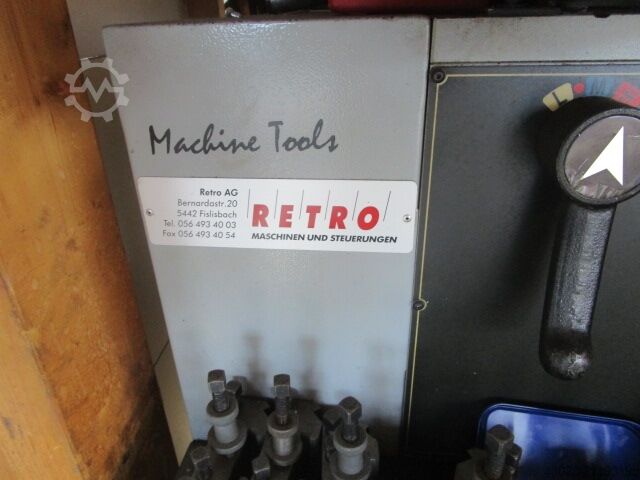 Machine Tools
Retro AG
Bernardastr.20
5442 Fislisbach
Tel. 056 493 40 03
Fax 056 493 40 54
RETRO
MASCHINEN UND STEUERUNGEN
L